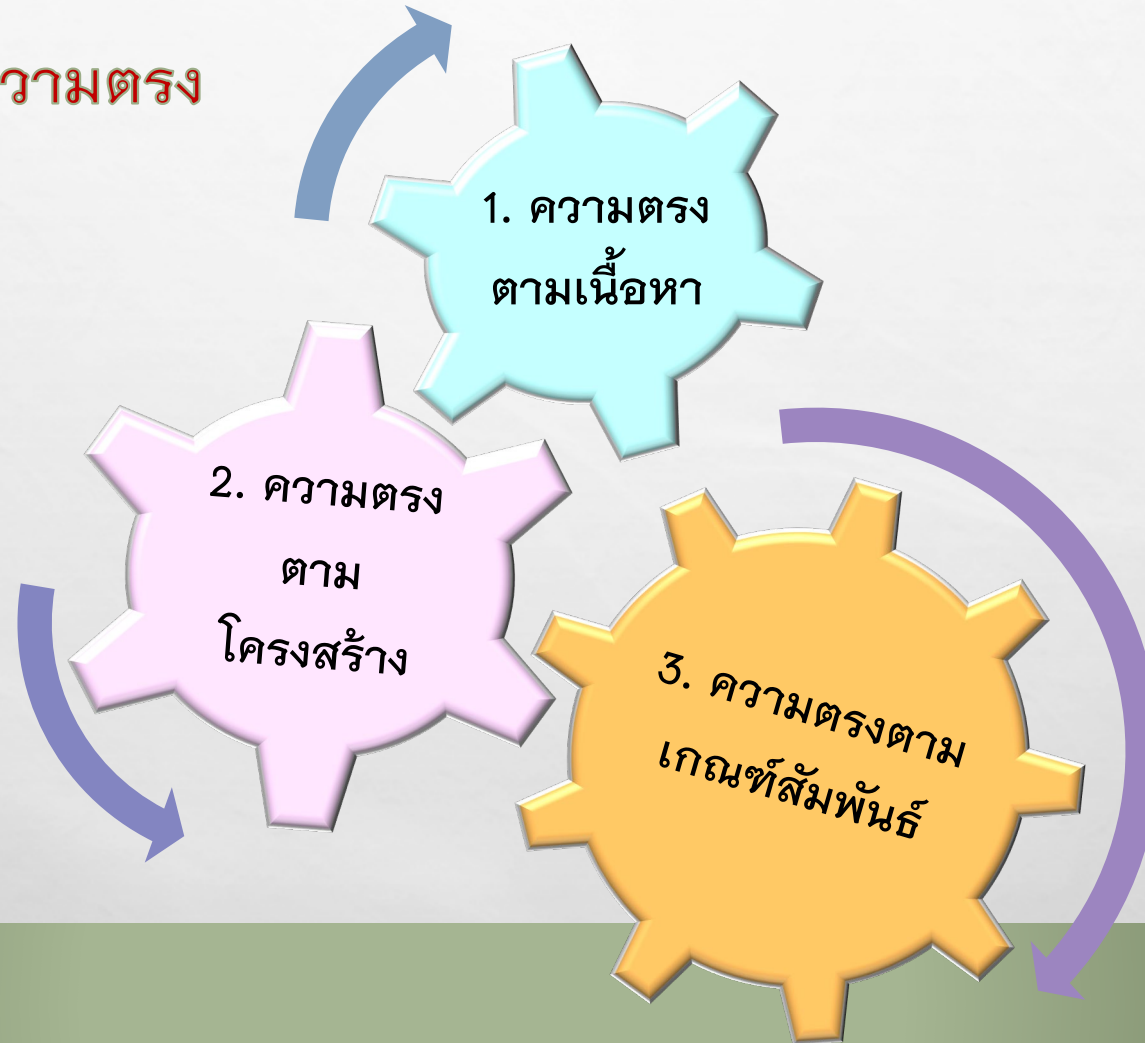 วามตรง
1. ความตรง
ตามเนื้อหา
2. ความตรง
ตาม
โครงสร้าง
3. ความตรงตาม
เกณฑ์สัมพันธ์